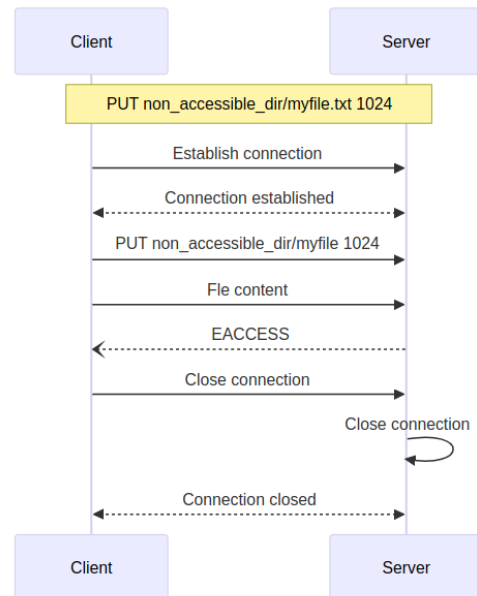 Client
Server
PUT non_accessible_dir/myfile.txt 1024
Establish connection
Connection established
PUT non_accessible_dir/myfile 1024
Fle content
EACCESS
Close connection
Close connection
Connection closed
Client
Server